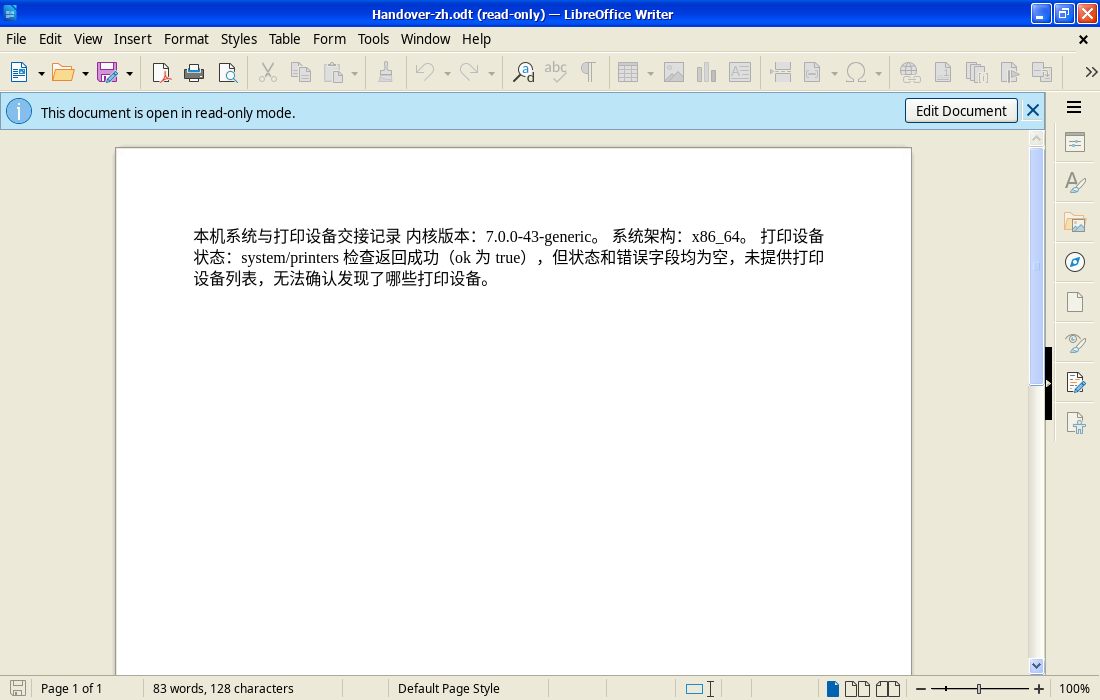 Handover-zh.odt (read-only) — LibreOffice Writer
File Edit View Insert Format Styles Table Form Tools Window Help
This document is open in read-only mode.
Edit Document
本机系统与打印设备交接记录 内核版本：7.0.0-43-generic。 系统架构：x86_64。 打印设备
状态：system/printers 检查返回成功（ok 为 true），但状态和错误字段均为空，未提供打印
设备列表，无法确认发现了哪些打印设备。
Page 1 of 1
83 words, 128 characters
Default Page Style
100%